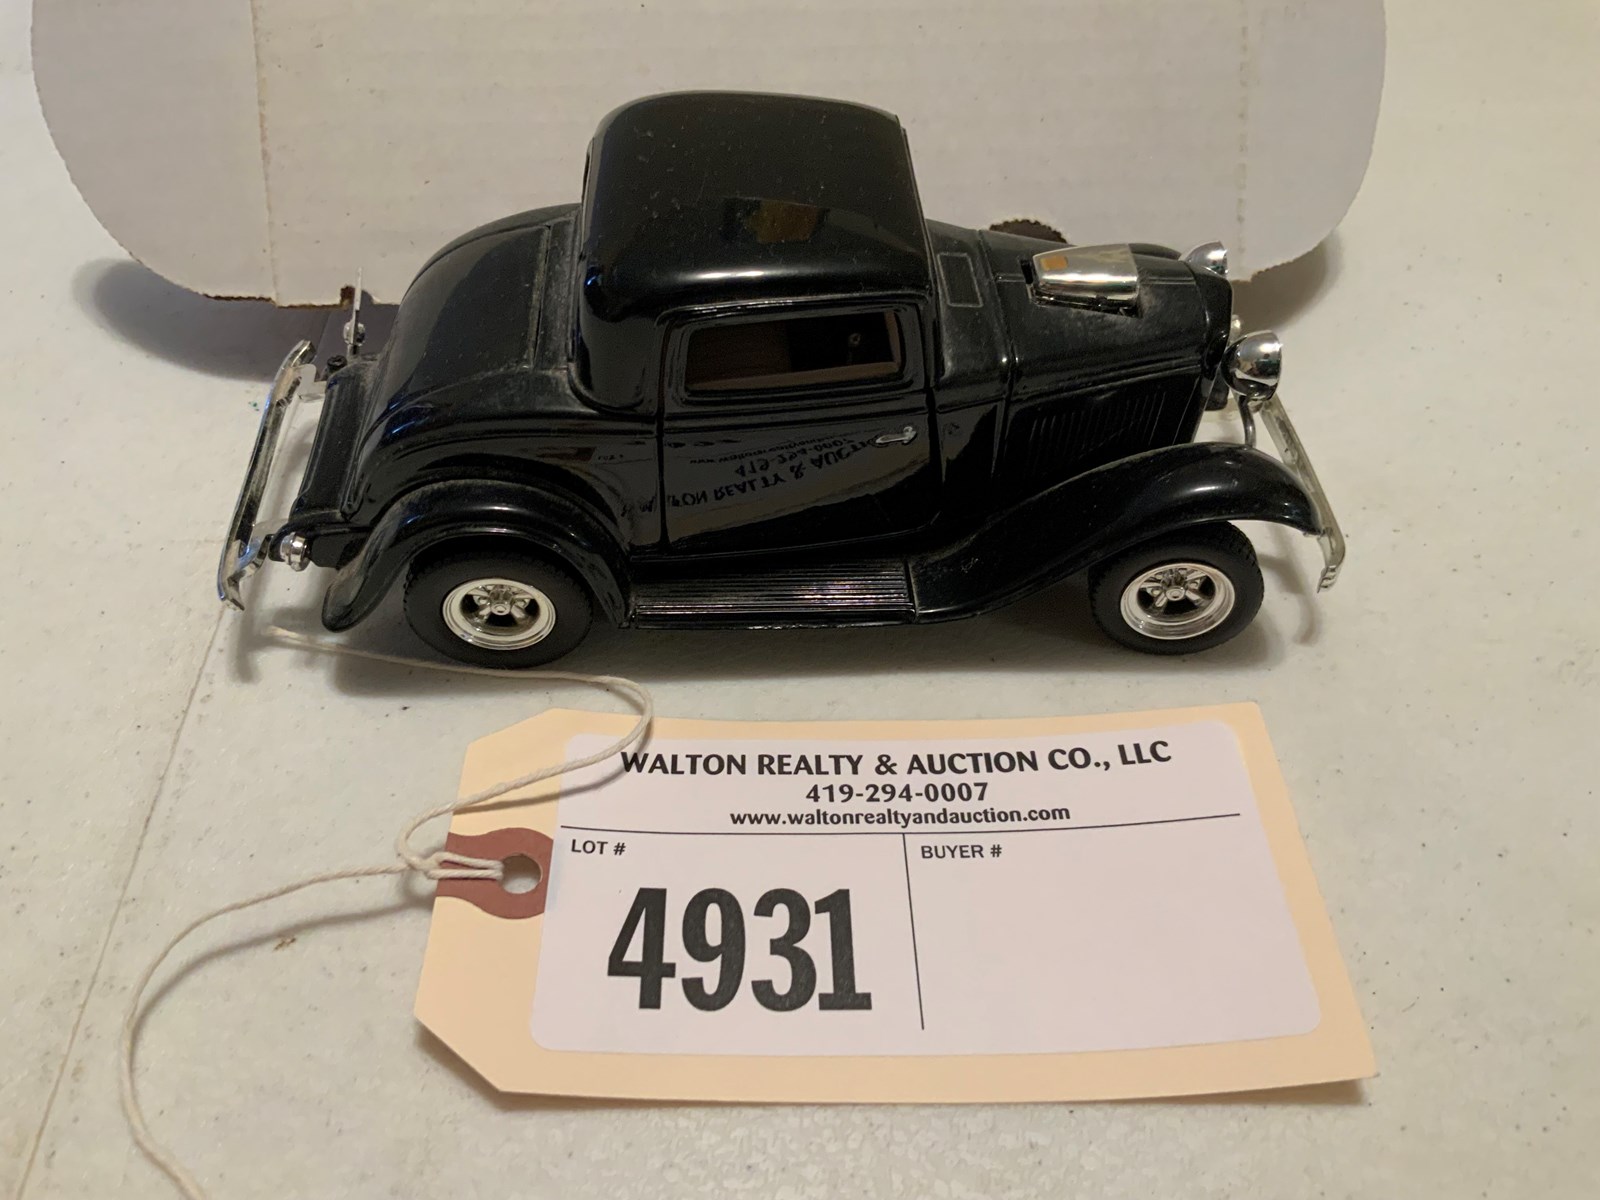 WALTON REALTY & AUCTION CO., LLC
419-294-0007
www.waltonrealtyandauction.com
LOT #
BUYER #
4931